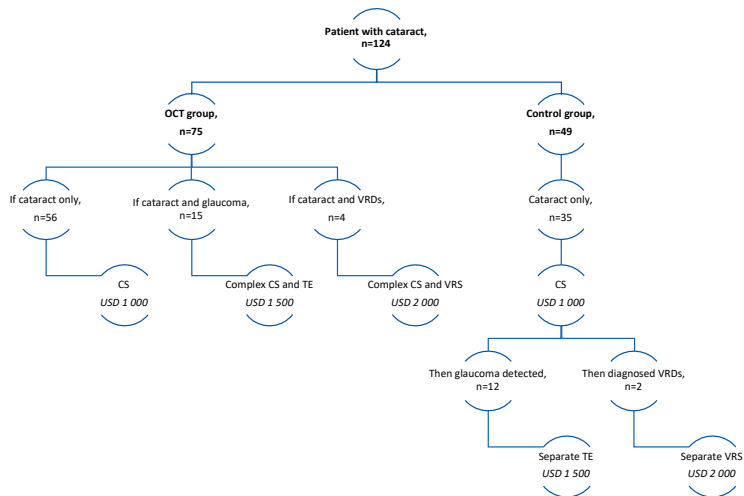 Patient with cataract,
n=124
OCT group,
n=75
Control group,
n=49
If cataract only,
n=56
If cataract and glaucoma,
n=15
If cataract and VRDs,
n=4
Cataract only,
n=35
CS
USD 1 000
Complex CS and TE
USD 1 500
Complex CS and VRS
USD 2 000
CS
USD 1 000
Then glaucoma detected,
n=12
Then diagnosed VRDs,
n=2
Separate TE
USD 1 500
Separate VRS
USD 2 000